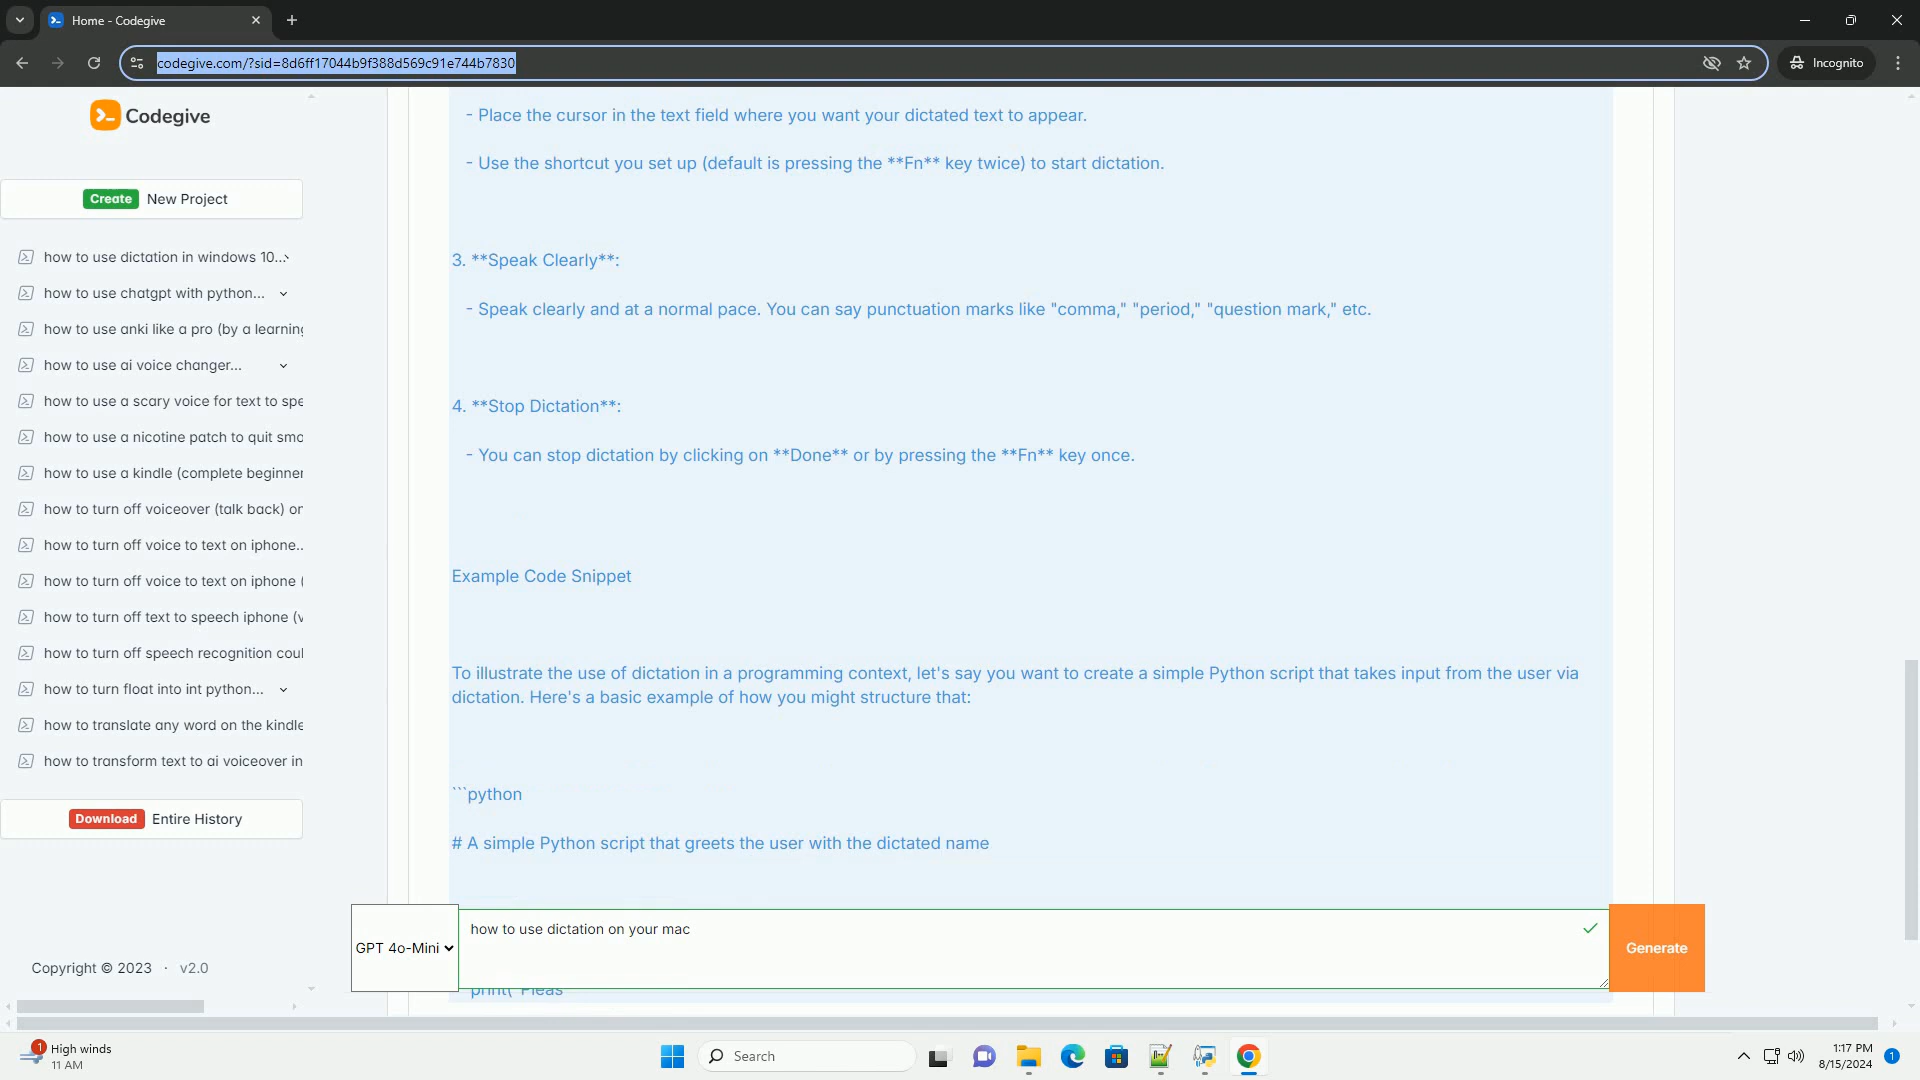 Home - Codegive
codegive.com/?sid=8d6ff17044b9f388d569c91e744b7830
Incognito
Codegive
Create New Project
how to use dictation in windows 10...
how to use chatgpt with python...
how to use anki like a pro (by a learning
how to use ai voice changer...
how to use a scary voice for text to spe
how to use a nicotine patch to quit smo
how to use a kindle (complete beginner
how to turn off voiceover (talk back) on
how to turn off voice to text on iphone...
how to turn off voice to text on iphone (
how to turn off text to speech iphone (v
how to turn off speech recognition coul
how to turn float into int python...
how to translate any word on the kindle
how to transform text to ai voiceover in
Download Entire History
Copyright © 2023 · v2.0
- Place the cursor in the text field where you want your dictated text to appear.
- Use the shortcut you set up (default is pressing the **Fn** key twice) to start dictation.
3. **Speak Clearly**:
- Speak clearly and at a normal pace. You can say punctuation marks like "comma," "period," "question mark," etc.
4. **Stop Dictation**:
- You can stop dictation by clicking on **Done** or by pressing the **Fn** key once.
Example Code Snippet
To illustrate the use of dictation in a programming context, let's say you want to create a simple Python script that takes input from the user via
dictation. Here's a basic example of how you might structure that:
```python
# A simple Python script that greets the user with the dictated name
GPT 4o-Mini
how to use dictation on your mac
Generate
print("Pleas
1
High winds
11 AM
Search
1:17 PM
8/15/2024
1